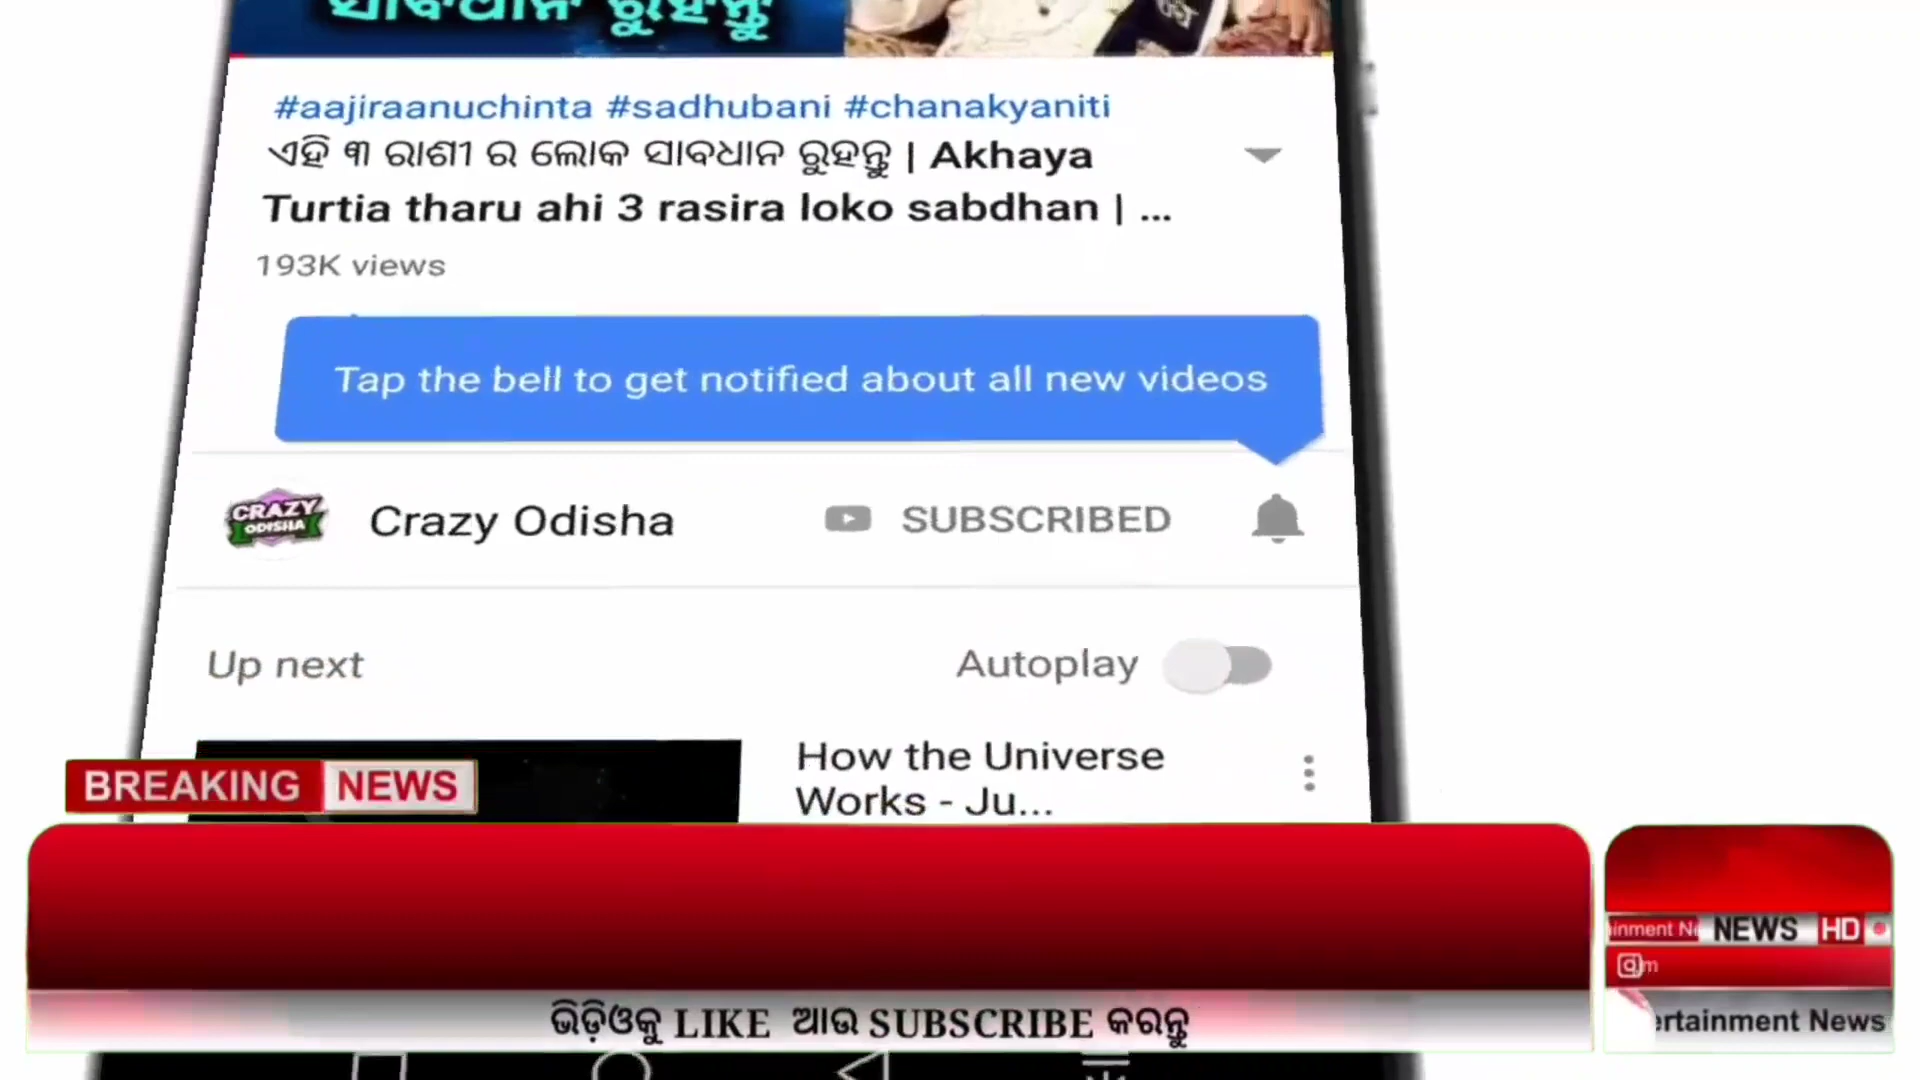 ସାବଧାନ ରୁହନ୍ତୁ
#aajiraanuchinta #sadhubani #chanakyaniti
ଏହି ୩ ରାଶୀ ର ଲୋକ ସାବଧାନ ରୁହନ୍ତୁ | Akhaya
Turtia tharu ahi 3 rasira loko sabdhan | ...
193K views
Tap the bell to get notified about all new videos
CRAZY
ODISHA
Crazy Odisha
SUBSCRIBED
Up next
Autoplay
How the Universe
Works - Ju...
BREAKING NEWS
NEWS HD
ertainment News
ଭିଡ଼ିଓକୁ LIKE ଆଉ SUBSCRIBE କରନ୍ତୁ